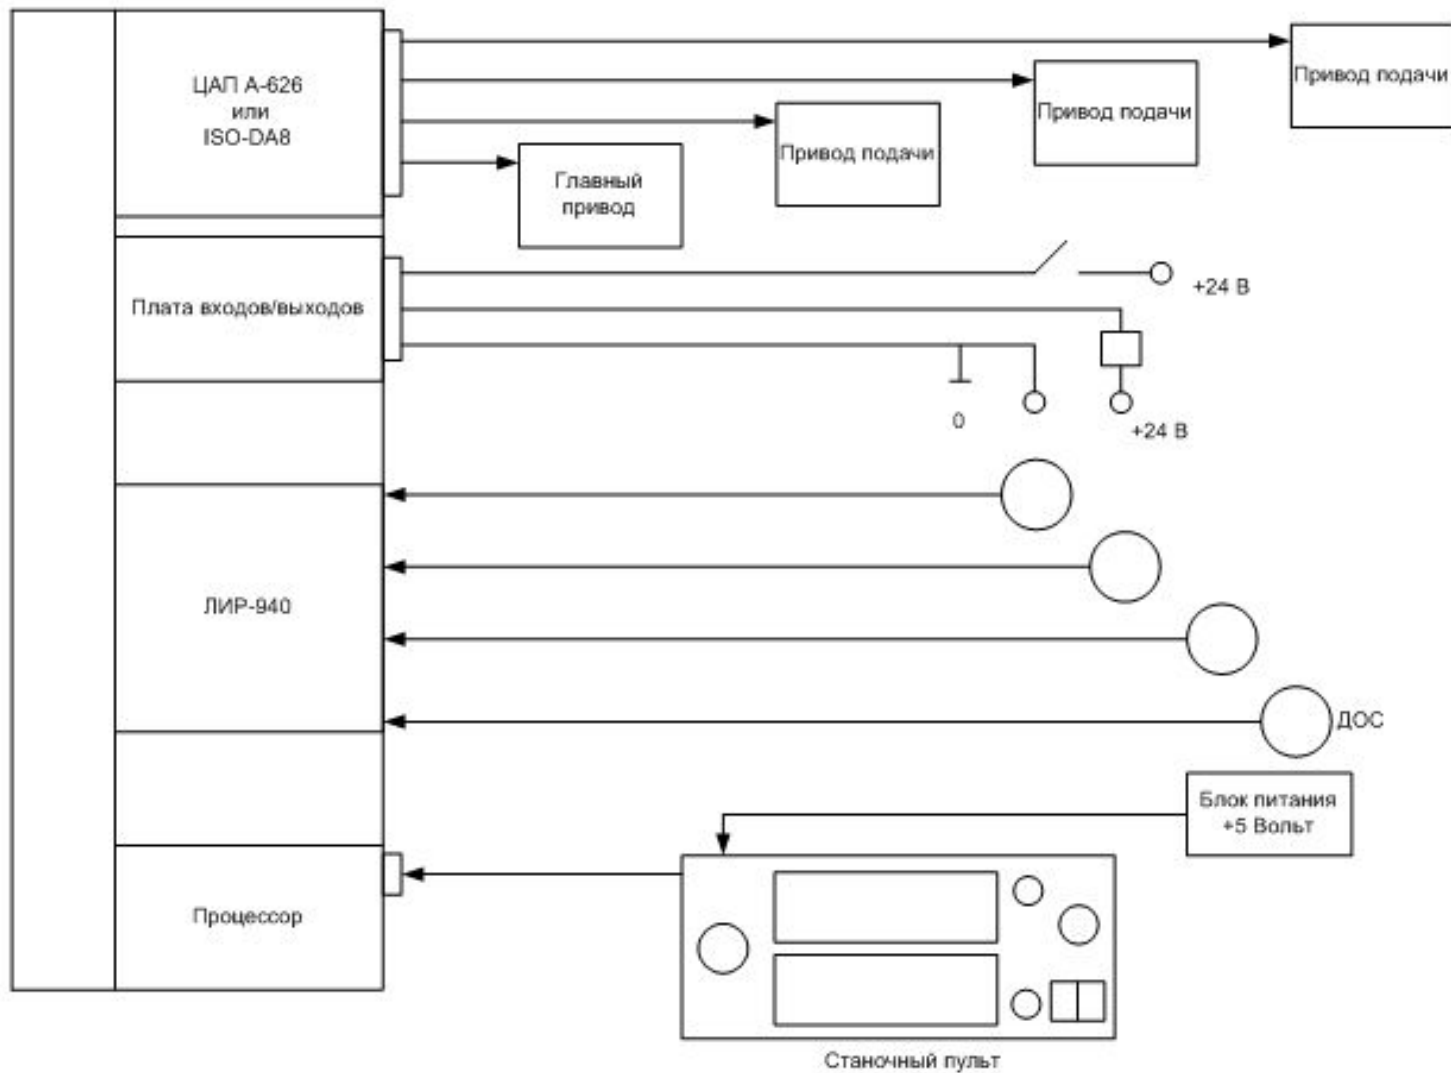 ЦАП А-626
или
ISO-DA8
Привод подачи
Привод подачи
Привод подачи
Главный
привод
Плата входов/выходов
+24 В
0
+24 В
ЛИР-940
ДОС
Блок питания
+5 Вольт
Процессор
Станочный пульт